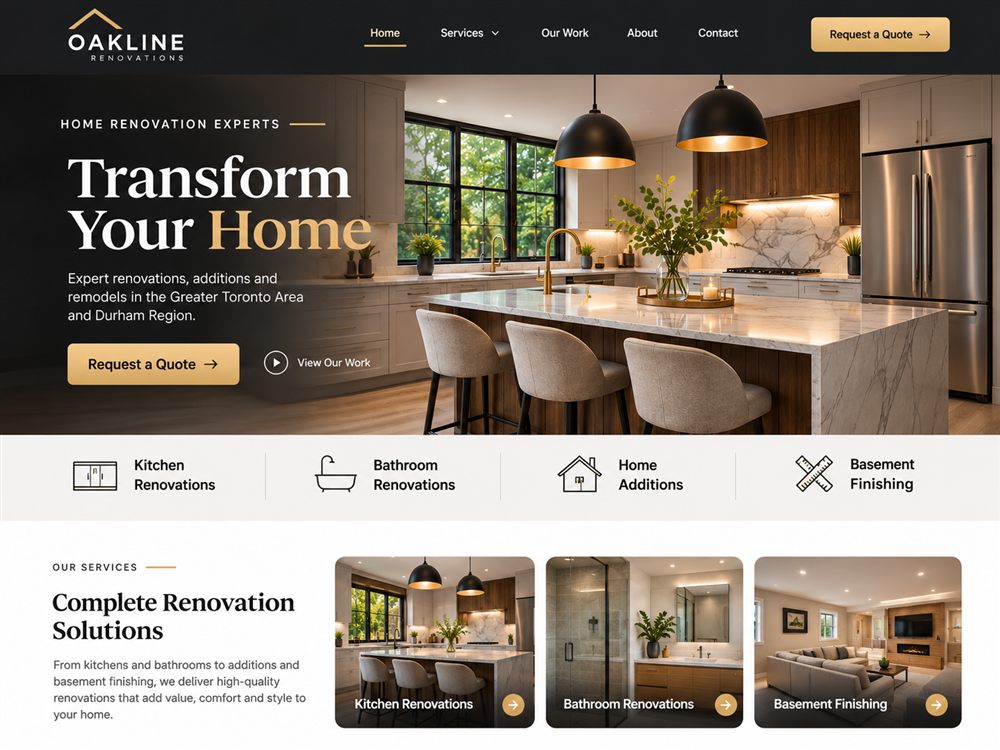 OAKLINE
RENOVATIONS
Home
Services
Our Work
About
Contact
Request a Quote →
HOME RENOVATION EXPERTS
Transform
Your Home
Expert renovations, additions and
remodels in the Greater Toronto Area
and Durham Region.
Request a Quote →
View Our Work
Kitchen
Renovations
Bathroom
Renovations
Home
Additions
Basement
Finishing
OUR SERVICES
Complete Renovation
Solutions
From kitchens and bathrooms to additions and
basement finishing, we deliver high-quality
renovations that add value, comfort and style to
your home.
Kitchen Renovations
Bathroom Renovations
Basement Finishing